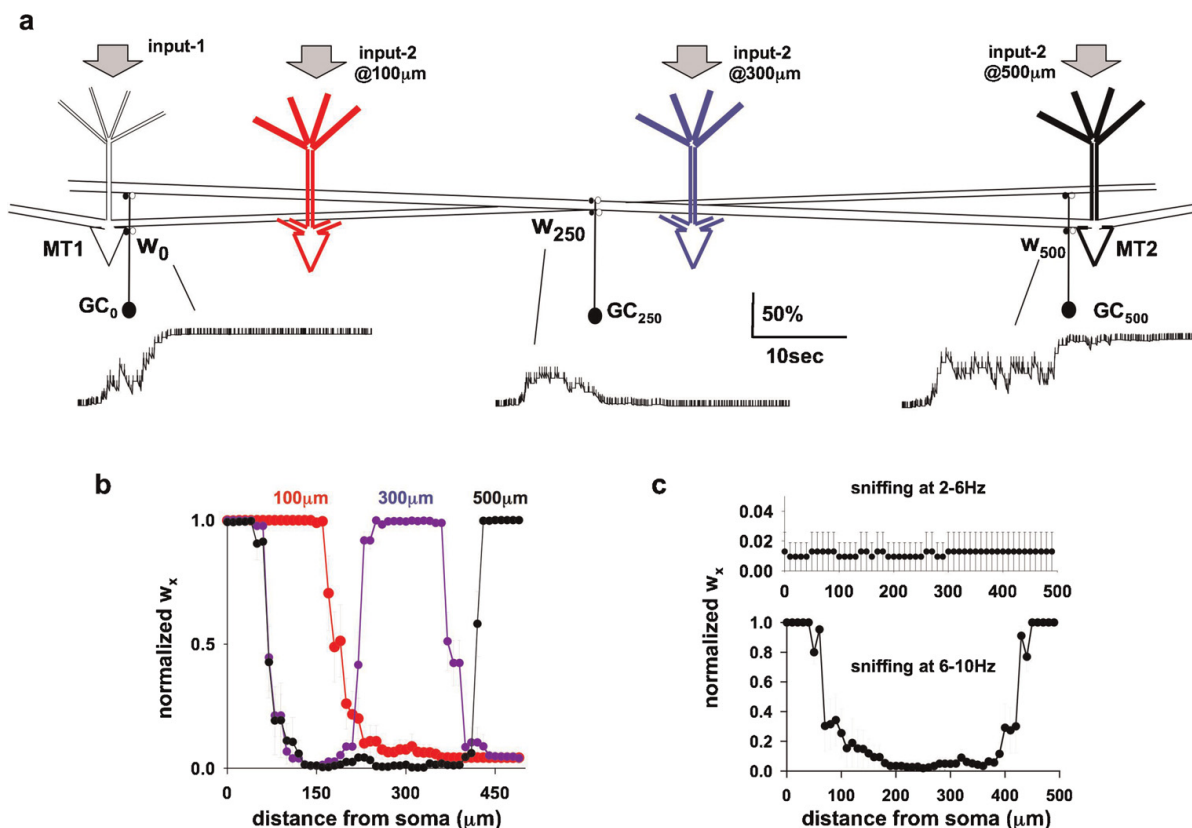 a
input-1
input-2
@100μm
input-2
@300μm
input-2
@500μm
MT1
w0
w250
w500
MT2
GC0
GC250
GC500
50%
10sec
b
100μm
300μm
500μm
1.0
0.5
0.0
0
150
300
450
normalized wx
distance from soma (μm)
c
sniffing at 2-6Hz
0.04
0.02
0.00
0
100
200
300
400
500
normalized wx
sniffing at 6-10Hz
1.0
0.8
0.6
0.4
0.2
0.0
0
100
200
300
400
500
distance from soma (μm)